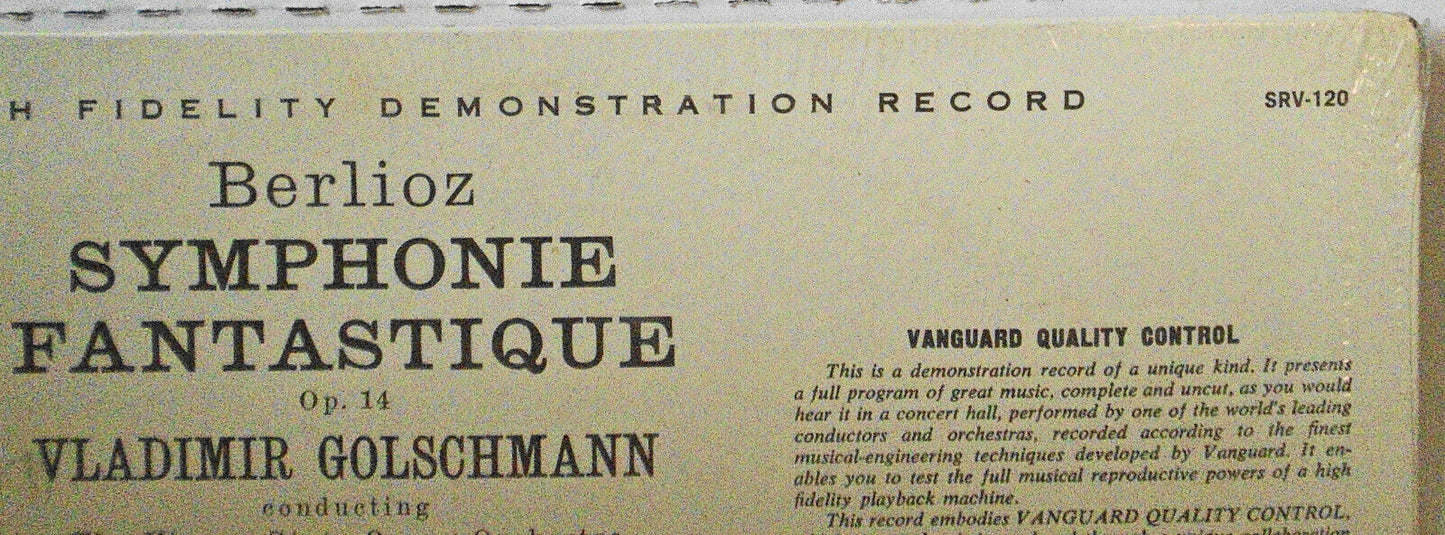 H FIDELITY DEMONSTRATION RECORD SRV-120
Berlioz
SYMPHONIE
FANTASTIQUE
Op. 14
VLADIMIR GOLSCHMANN
conducting
VANGUARD QUALITY CONTROL
This is a demonstration record of a unique kind. It presents
a full program of great music, complete and uncut, as you would
hear it in a concert hall, performed by one of the world's leading
conductors and orchestras, recorded according to the finest
musical-engineering techniques developed by Vanguard. It en-
ables you to test the full musical reproductive powers of a high
fidelity playback machine.
This record embodies VANGUARD QUALITY CONTROL,